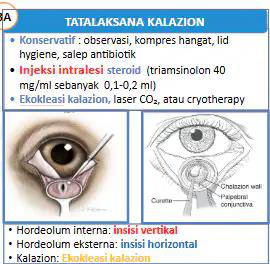 3A
TATALAKSANA KALAZION
• Konservatif : observasi, kompres hangat, lid
hygiene, salep antibiotik
• Injeksi intralesi steroid (triamsinolon 40
mg/ml sebanyak 0,1-0,2 ml)
• Ekokleasi kalazion, laser CO₂, atau cryotherapy
Chalazion wall
Palpebral
conjunctiva
Curette
• Hordeolum interna: insisi vertikal
• Hordeolum eksterna: insisi horizontal
• Kalazion: Ekokleasi kalazion